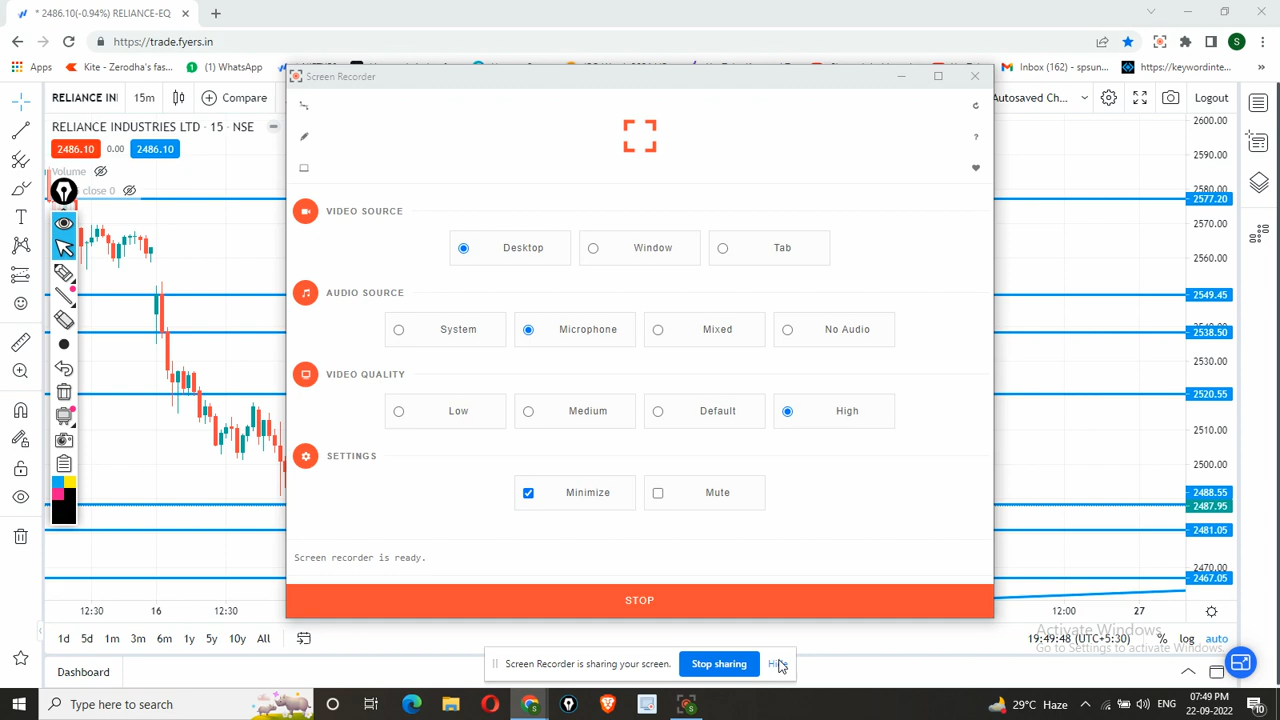 * 2486.10(-0.94%) RELIANCE-EQ
https://trade.fyers.in
S
Apps
Kite - Zerodha's fas...
(1) WhatsApp
Inbox (162) - spsun...
https://keywordinte...
»
Screen Recorder
RELIANCE IN
15m
Compare
Autosaved Ch...
Logout
RELIANCE INDUSTRIES LTD · 15 · NSE
2486.10
0.00
2486.10
Volume
close 0
?
VIDEO SOURCE
Desktop
Window
Tab
AUDIO SOURCE
System
Microphone
Mixed
No Audio
VIDEO QUALITY
Low
Medium
Default
High
SETTINGS
Minimize
Mute
Screen recorder is ready.
STOP
2600.00
2590.00
2580.00
2577.20
2570.00
2560.00
2549.45
2538.50
2530.00
2520.55
2510.00
2500.00
2488.55
2487.95
2481.05
2470.00
2467.05
12:30
16
12:30
12:00
27
1d 5d 1m 3m 6m 1y 5y 10y All
Activate Windows
19:49:48 (UTC+5:30)
% log auto
Go to Settings to activate Windows.
Screen Recorder is sharing your screen.
Stop sharing
Dashboard
Type here to search
29°C Haze
ENG
07:49 PM
22-09-2022
10